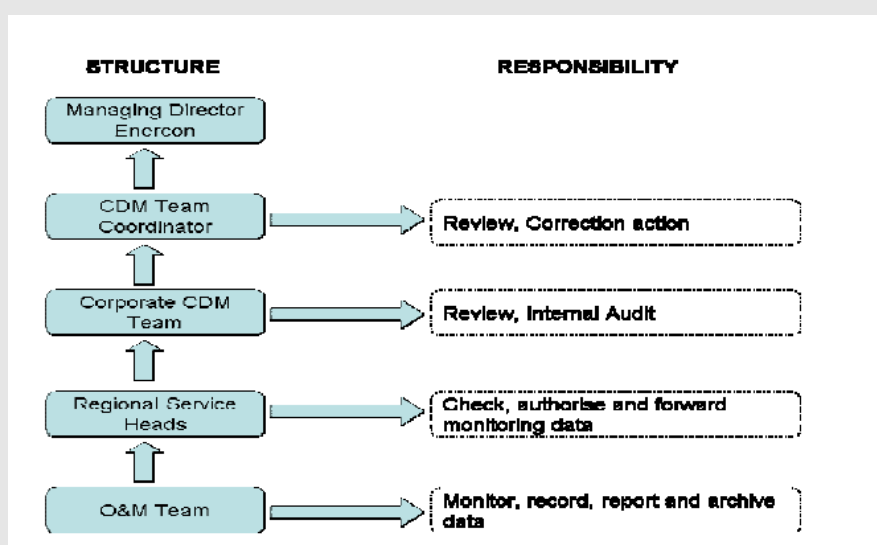 STRUCTURE
RESPONSIBILITY
Managing Director
Enercon
CDM Team
Coordinator
Review, Correction action
Corporate CDM
Team
Review, Internal Audit
Regional Service
Heads
Check, authorise and forward
monitoring data
O&M Team
Monitor, record, report and archive
data